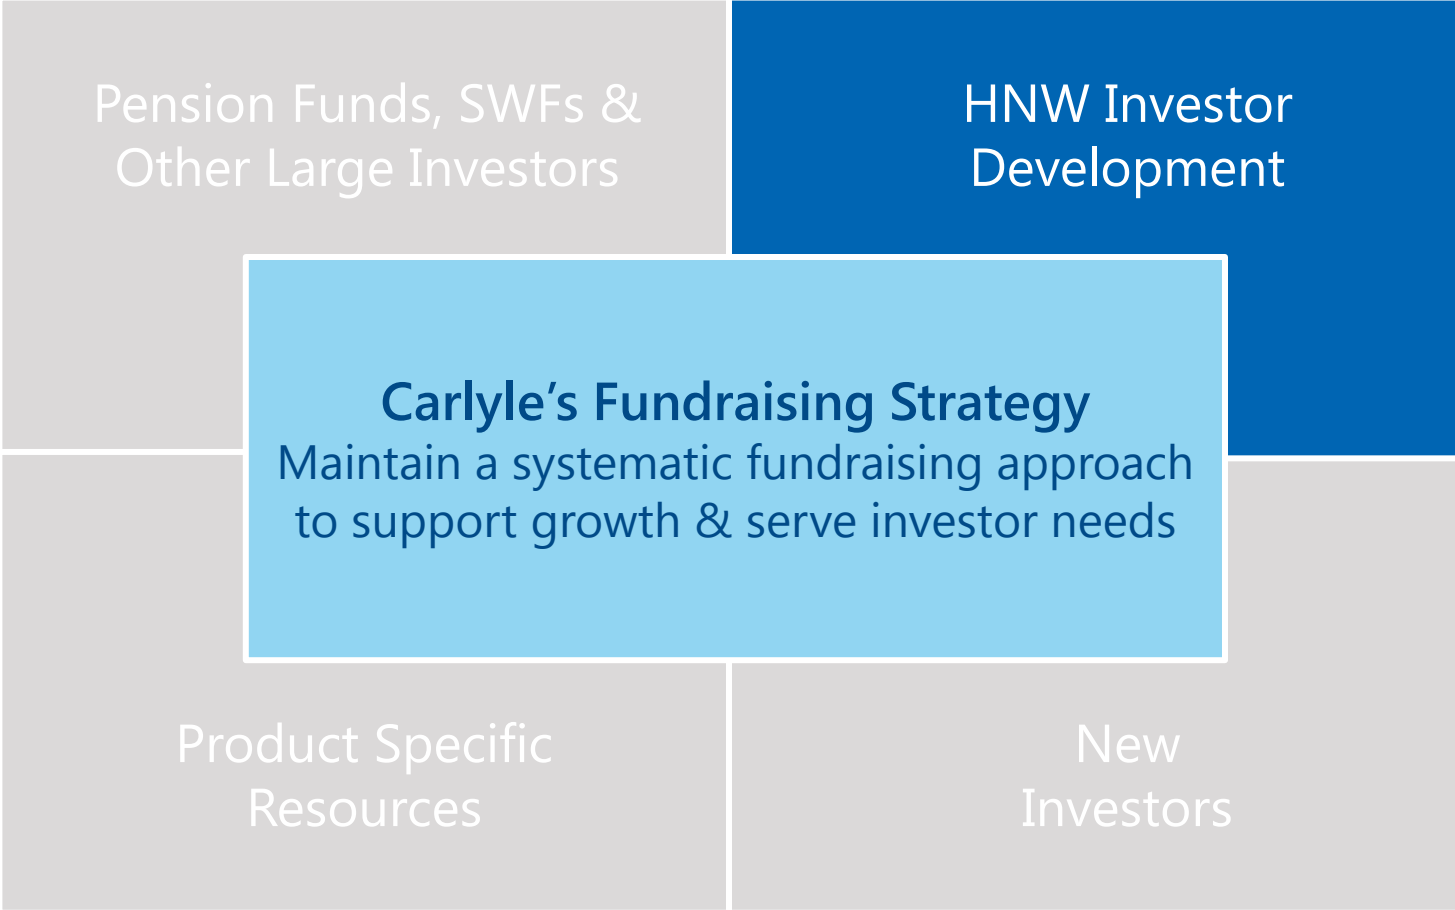 Pension Funds, SWFs &
Other Large Investors
HNW Investor
Development
Carlyle’s Fundraising Strategy
Maintain a systematic fundraising approach
to support growth & serve investor needs
Product Specific
Resources
New
Investors